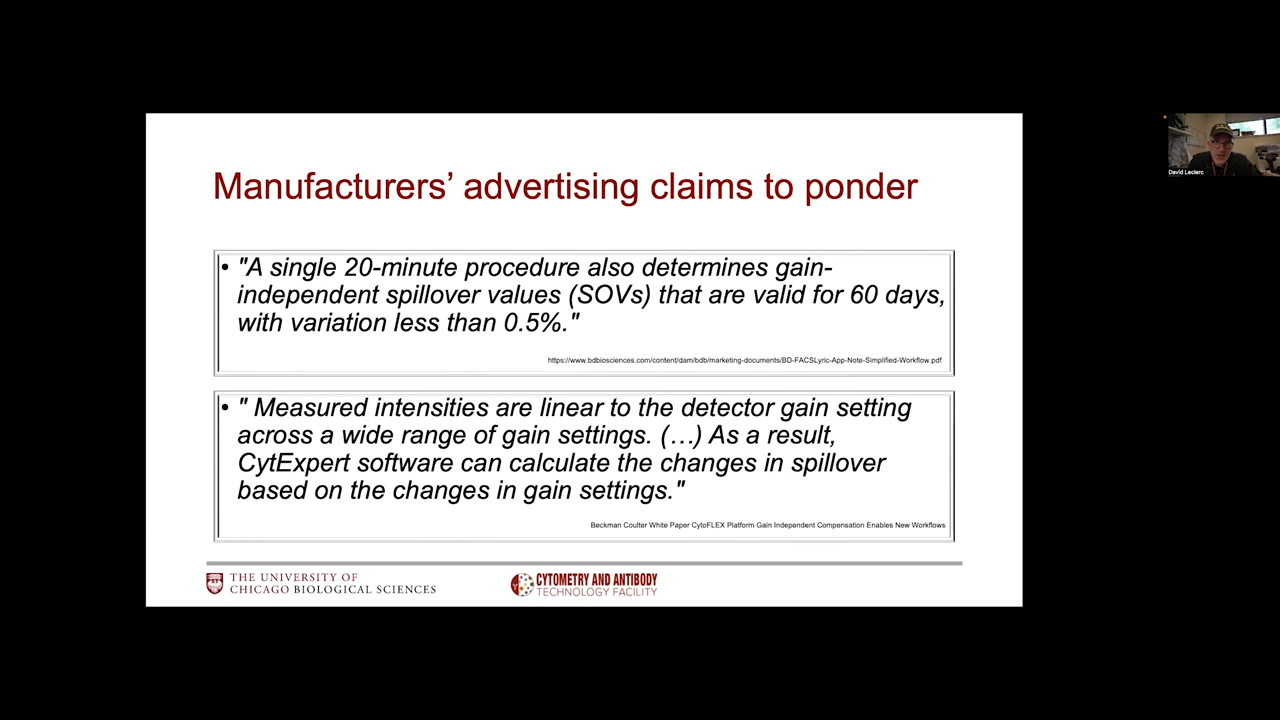 Manufacturers' advertising claims to ponder
• "A single 20-minute procedure also determines gain-
independent spillover values (SOVs) that are valid for 60 days,
with variation less than 0.5%."
https://www.bdbiosciences.com/content/dam/bdb/marketing-documents/BD-FACSLyric-App-Note-Simplified-Workflow.pdf
• " Measured intensities are linear to the detector gain setting
across a wide range of gain settings. (…) As a result,
CytExpert software can calculate the changes in spillover
based on the changes in gain settings."
Beckman Coulter White Paper CytoFLEX Platform Gain Independent Compensation Enables New Workflows
THE UNIVERSITY OF
CHICAGO BIOLOGICAL SCIENCES
CYTOMETRY AND ANTIBODY
TECHNOLOGY FACILITY
David Leclerc